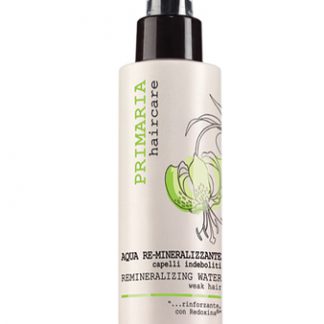 PRIMARIA
haircare
AQUA RE-MINERALIZZANTE
capelli indeboliti
REMINERALIZING WATER
weak hair
"...rinforzante...
con Redoxina